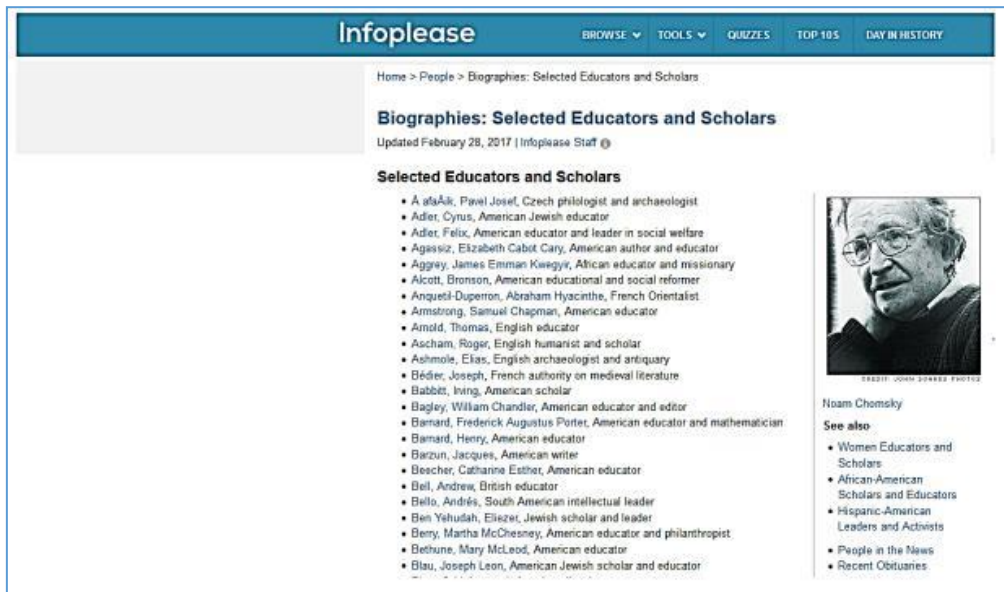 Infoplease
BROWSE TOOLS QUIZZES TOP 10S DAY IN HISTORY
Home > People > Biographies: Selected Educators and Scholars
Biographies: Selected Educators and Scholars
Updated February 28, 2017 | Infoplease Staff
Selected Educators and Scholars
• Å afaÅik, Pavel Josef, Czech philologist and archaeologist
• Adler, Cyrus, American Jewish educator
• Adler, Felix, American educator and leader in social welfare
• Agassiz, Elizabeth Cabot Cary, American author and educator
• Aggrey, James Emman Kwegyir, African educator and missionary
• Alcott, Bronson, American educational and social reformer
• Anquetil-Duperron, Abraham Hyacinthe, French Orientalist
• Armstrong, Samuel Chapman, American educator
• Arnold, Thomas, English educator
• Ascham, Roger, English humanist and scholar
• Ashmole, Elias, English archaeologist and antiquary
• Bédier, Joseph, French authority on medieval literature
• Babbitt, Irving, American scholar
• Bagley, William Chandler, American educator and editor
• Barnard, Frederick Augustus Porter, American educator and mathematician
• Barnard, Henry, American educator
• Barzun, Jacques, American writer
• Beecher, Catharine Esther, American educator
• Bell, Andrew, British educator
• Bello, Andrés, South American intellectual leader
• Ben Yehudah, Eliezer, Jewish scholar and leader
• Berry, Martha McChesney, American educator and philanthropist
• Bethune, Mary McLeod, American educator
• Blau, Joseph Leon, American Jewish scholar and educator
CREDIT: JOHN SOARES PHOTOS
Noam Chomsky
See also
• Women Educators and
Scholars
• African-American
Scholars and Educators
• Hispanic-American
Leaders and Activists
• People in the News
• Recent Obituaries